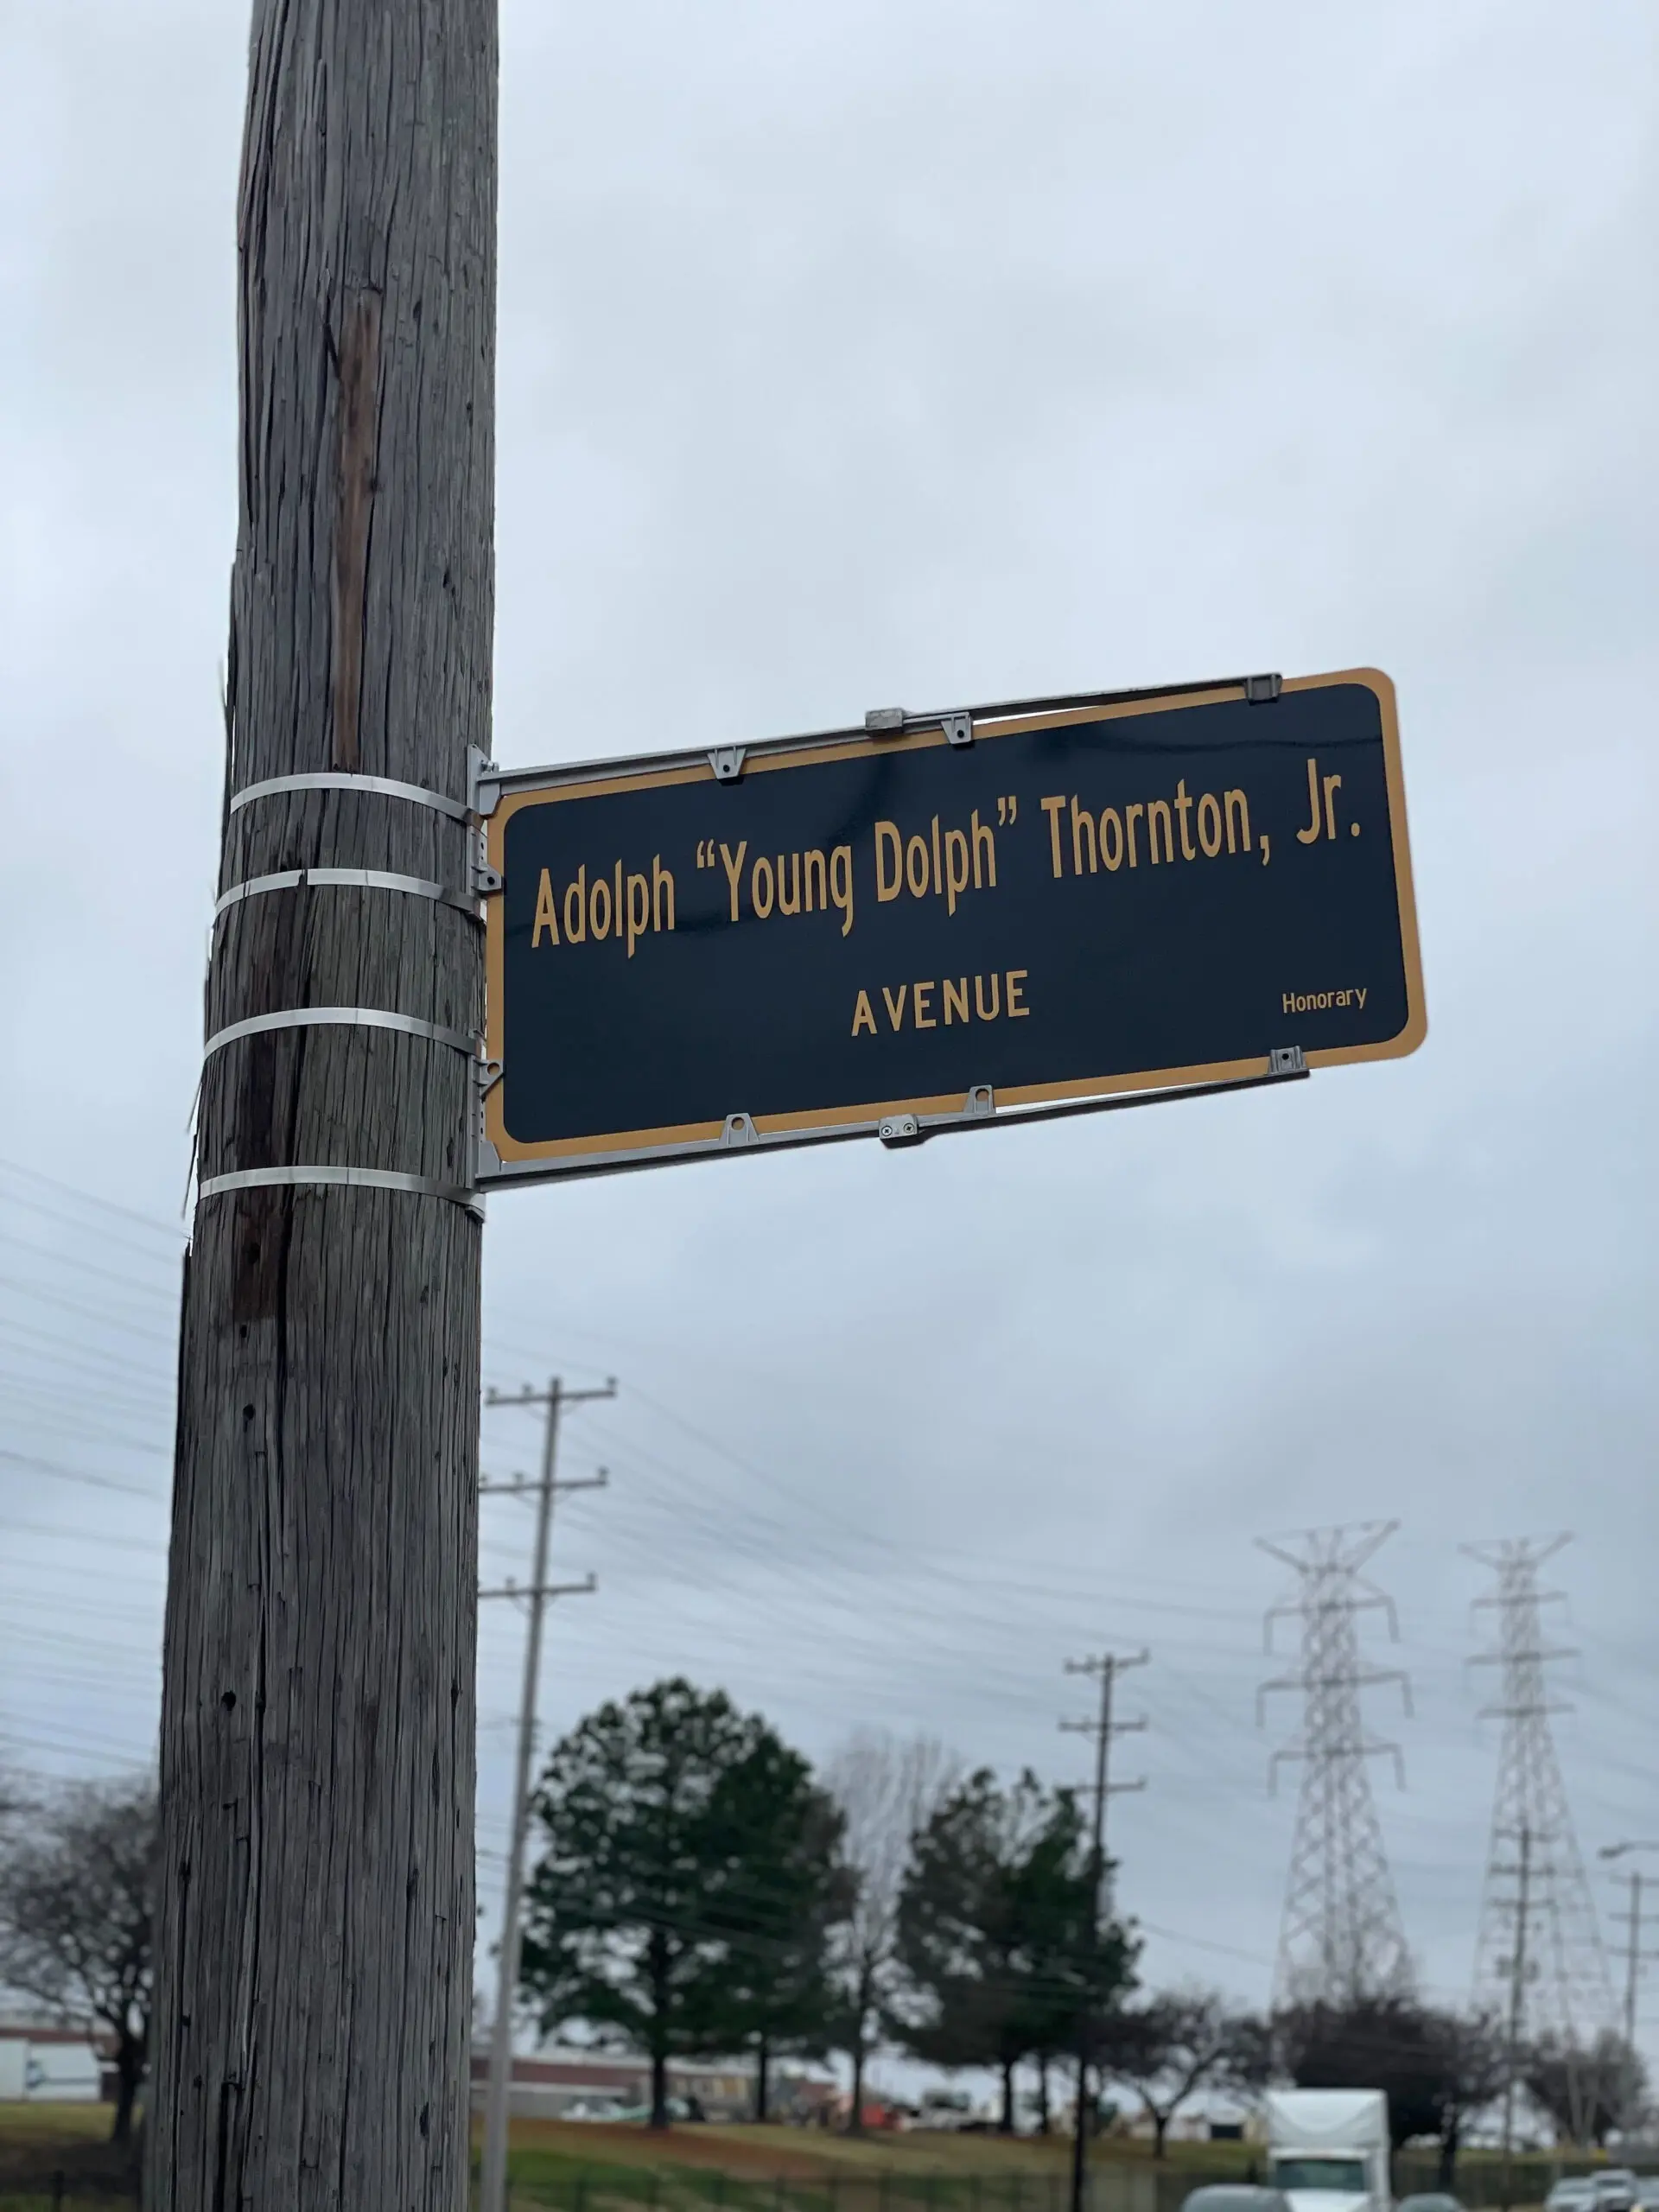 Adolph “Young Dolph” Thornton, Jr.
AVENUE
Honorary